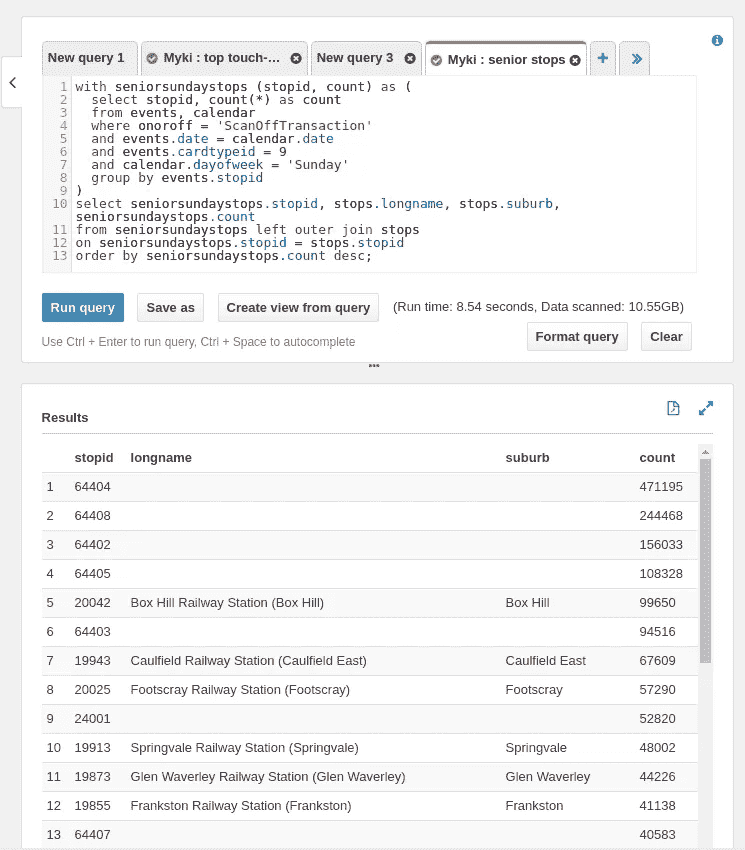 New query 1 Myki : top touch-... New query 3 Myki : senior stops
1 with seniorsundaystops (stopid, count) as (
2 select stopid, count(*) as count
3 from events, calendar
4 where onoroff = 'ScanOffTransaction'
5 and events.date = calendar.date
6 and events.cardtypeid = 9
7 and calendar.dayofweek = 'Sunday'
8 group by events.stopid
9 )
10 select seniorsundaystops.stopid, stops.longname, stops.suburb,
seniorsundaystops.count
11 from seniorsundaystops left outer join stops
12 on seniorsundaystops.stopid = stops.stopid
13 order by seniorsundaystops.count desc;
Run query Save as Create view from query (Run time: 8.54 seconds, Data scanned: 10.55GB)
Use Ctrl + Enter to run query, Ctrl + Space to autocomplete Format query Clear
Results
stopid longname suburb count
1 64404 471195
2 64408 244468
3 64402 156033
4 64405 108328
5 20042 Box Hill Railway Station (Box Hill) Box Hill 99650
6 64403 94516
7 19943 Caulfield Railway Station (Caulfield East) Caulfield East 67609
8 20025 Footscray Railway Station (Footscray) Footscray 57290
9 24001 52820
10 19913 Springvale Railway Station (Springvale) Springvale 48002
11 19873 Glen Waverley Railway Station (Glen Waverley) Glen Waverley 44226
12 19855 Frankston Railway Station (Frankston) Frankston 41138
13 64407 40583